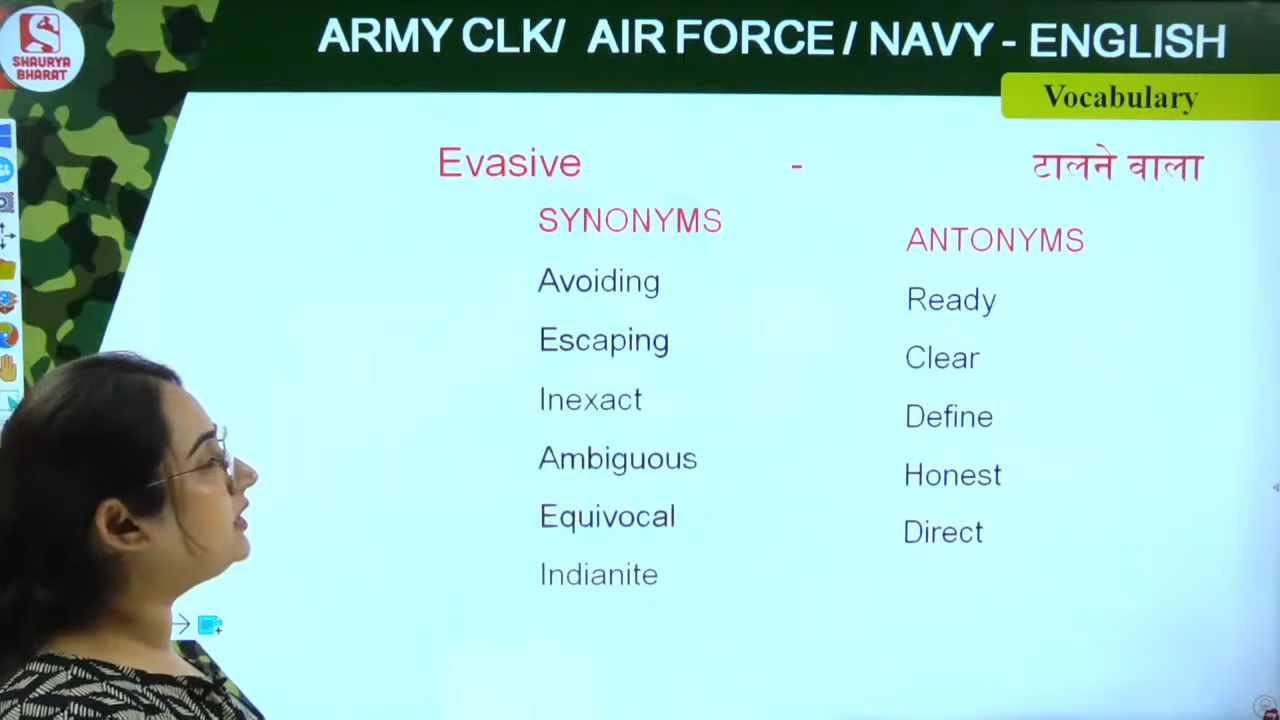 SHAURYA
BHARAT
ARMY CLK/ AIR FORCE / NAVY - ENGLISH
Vocabulary
Evasive - टालने वाला
SYNONYMS
Avoiding
Escaping
Inexact
Ambiguous
Equivocal
Indianite
ANTONYMS
Ready
Clear
Define
Honest
Direct